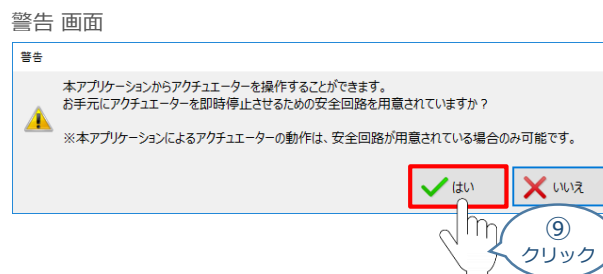 警告 画面
警告
本アプリケーションからアクチュエーターを操作することができます。
お手元にアクチュエーターを即時停止させるための安全回路を用意されていますか？
※本アプリケーションによるアクチュエーターの動作は、安全回路が用意されている場合のみ可能です。
はい
いいえ
⑨
クリック